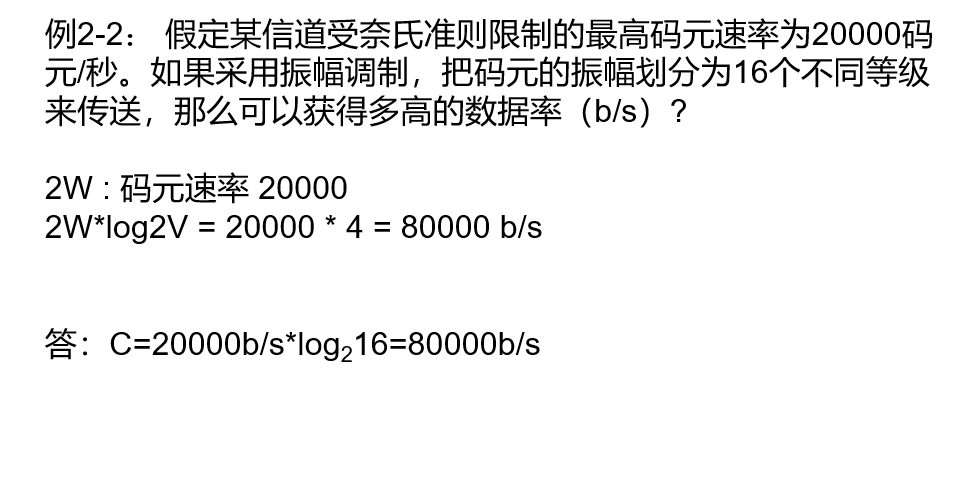 例2-2： 假定某信道受奈氏准则限制的最高码元速率为20000码
元/秒。如果采用振幅调制，把码元的振幅划分为16个不同等级
来传送，那么可以获得多高的数据率（b/s）?
2W : 码元速率 20000
2W*log2V = 20000 * 4 = 80000 b/s
答：C=20000b/s*log₂16=80000b/s